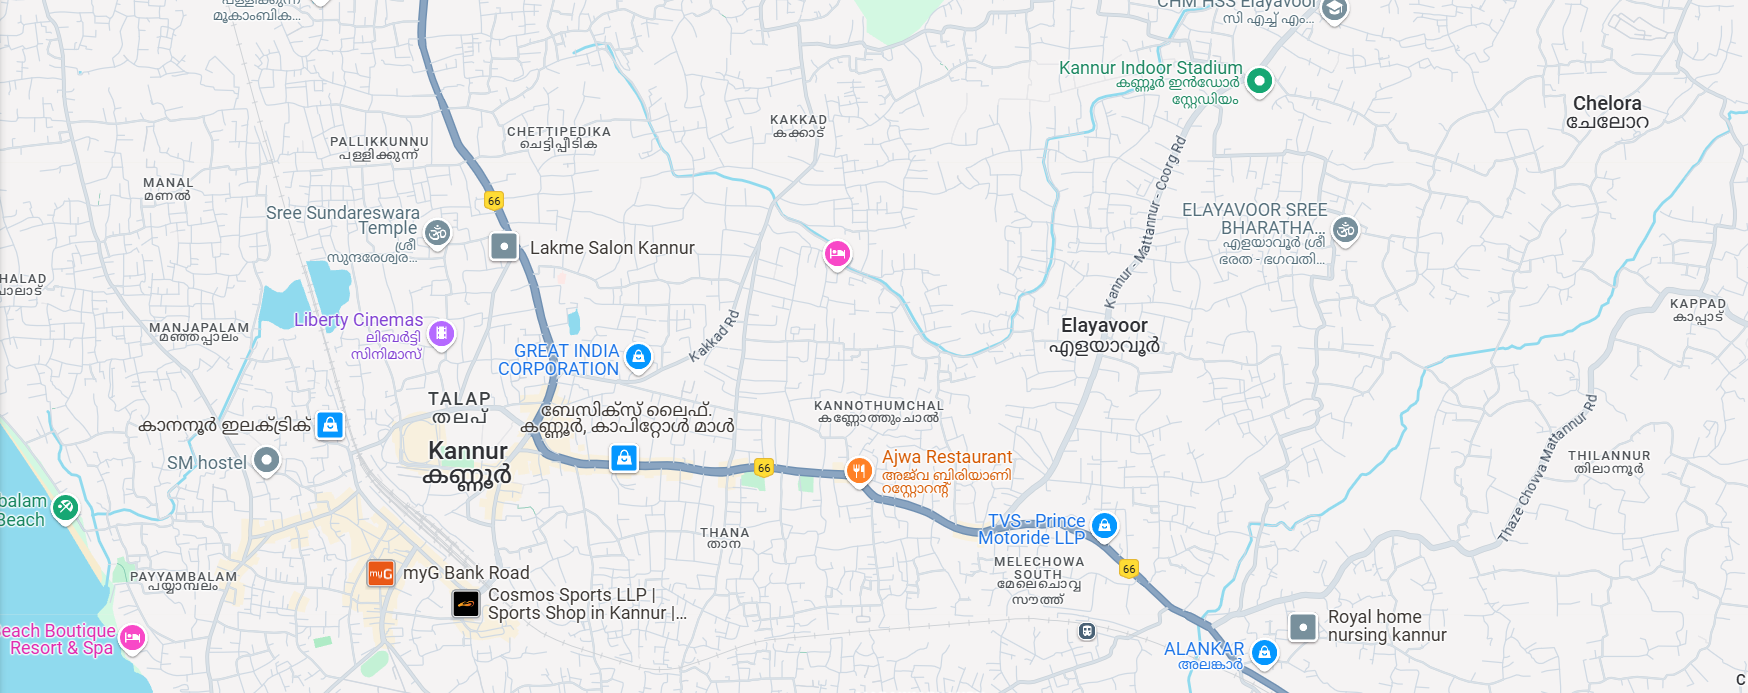 മൂകാംബിക...
CHM HSS Elayavoor
സി എച്ച് എം...
Kannur Indoor Stadium
കണ്ണൂർ ഇൻഡോർ
സ്റ്റേഡിയം
Chelora
ചേലോറ
CHETTIPEDIKA
ചെട്ടിപ്പീടിക
KAKKAD
കക്കാട്
PALLIKKUNNU
പള്ളിക്കുന്ന്
MANAL
മണൽ
66
Sree Sundareswara
Temple
ശ്രീ
സുന്ദരേശ്വര...
Lakme Salon Kannur
Kannur - Mattannur - Coorg Rd
ELAYAVOOR SREE
BHARATHA...
എളയാവൂർ ശ്രീ
ഭരത - ഭഗവതി...
HALAD
ചാലാട്
MANJAPALAM
മഞ്ഞപ്പാലം
Liberty Cinemas
ലിബർട്ടി
സിനിമാസ്
GREAT INDIA
CORPORATION
Kakkad Rd
Elayavoor
എളയാവൂർ
KAPPAD
കാപ്പാട്
TALAP
തലപ്
ബേസിക്സ് ലൈഫ്.
കണ്ണൂർ, കാപിറ്റോൾ മാൾ
KANNOTHUMCHAL
കണ്ണോത്തുംചാൽ
കാനനൂർ ഇലക്ട്രിക്
Kannur
കണ്ണൂർ
SM hostel
66
Ajwa Restaurant
അജ്വ ബിരിയാണി
റസ്റ്റോറന്റ്
Thaze Chovva Mattannur Rd
THILANNUR
തിലാന്നൂർ
balam
Beach
THANA
താന
TVS - Prince
Motoride LLP
66
MELECHOWA
SOUTH
മേലെചൊവ്വ
സൗത്ത്
PAYYAMBALAM
പയ്യാമ്പലം
myG
myG Bank Road
Cosmos Sports LLP |
Sports Shop in Kannur |...
Beach Boutique
Resort & Spa
Royal home
nursing kannur
ALANKAR
അലങ്കാർ